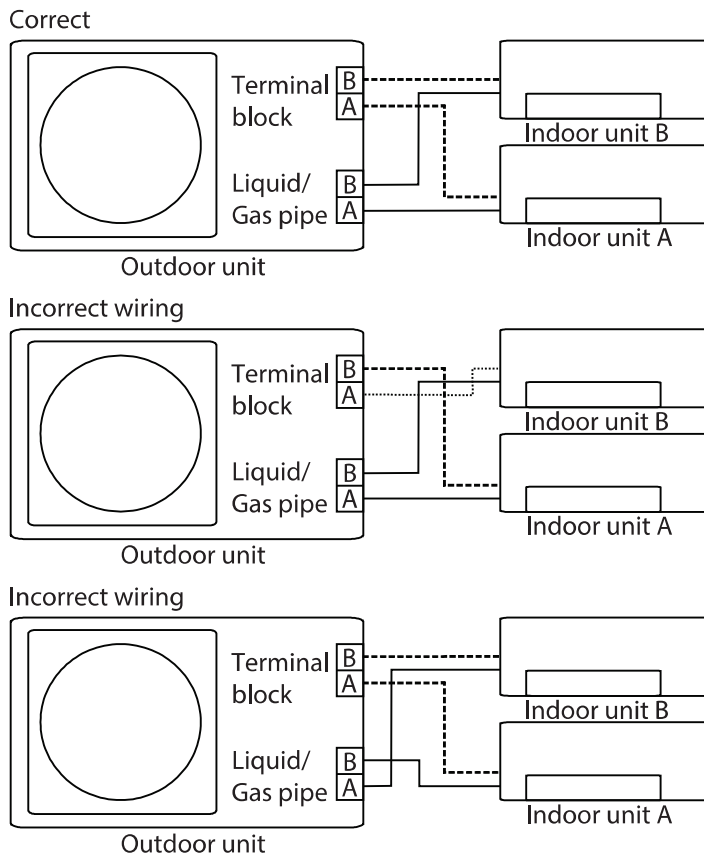 Correct
Terminal
block
B
A
Liquid/
Gas pipe
B
A
Outdoor unit
Indoor unit B
Indoor unit A
Incorrect wiring
Terminal
block
B
A
Liquid/
Gas pipe
B
A
Outdoor unit
Indoor unit B
Indoor unit A
Incorrect wiring
Terminal
block
B
A
Liquid/
Gas pipe
B
A
Outdoor unit
Indoor unit B
Indoor unit A